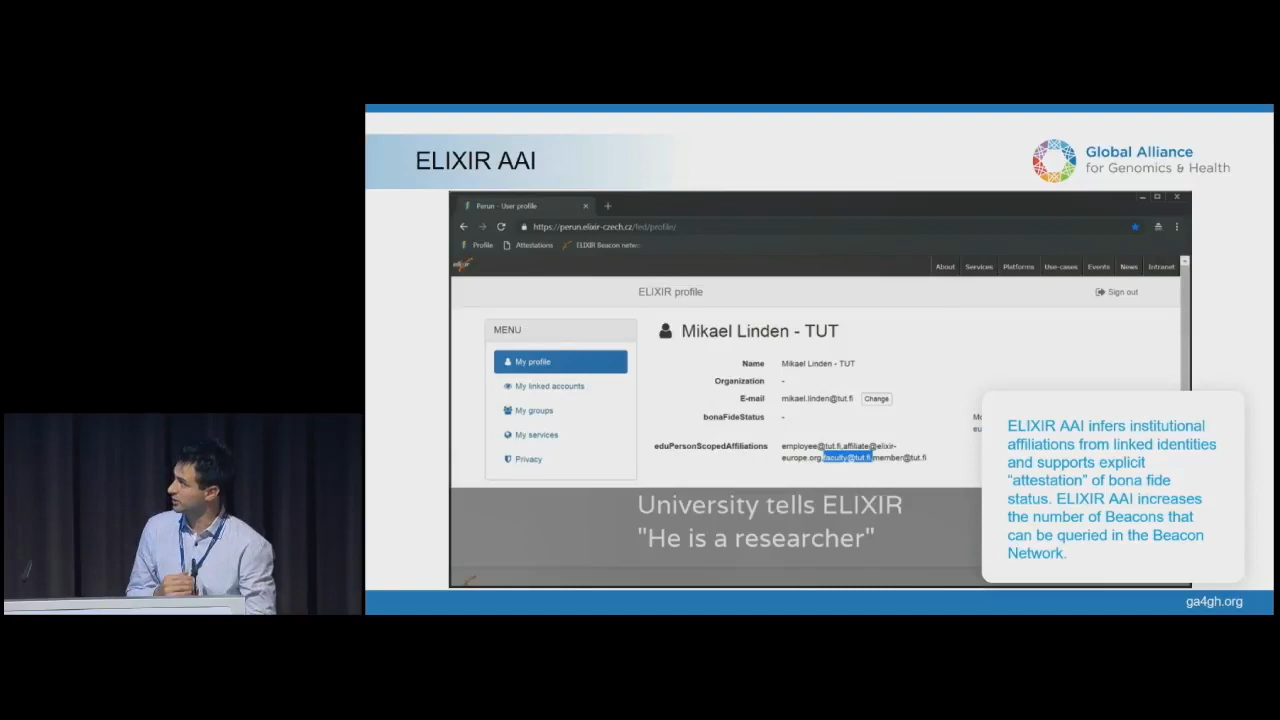 ELIXIR AAI
Global Alliance
for Genomics & Health
Perun - User profile
https://perun.elixir-czech.cz/fed/profile/
Profile Attestations ELIXIR Beacon netwo
elixir
About Services Platforms Use-cases Events News Intranet
ELIXIR profile
Sign out
MENU
My profile
My linked accounts
My groups
My services
Privacy
Mikael Linden - TUT
Name Mikael Linden - TUT
Organization -
E-mail mikael.linden@tut.fi Change
bonaFideStatus -
eduPersonScopedAffiliations employee@tut.fi,affiliate@elixir-
europe.org,faculty@tut.fi,member@tut.fi
University tells ELIXIR
"He is a researcher"
ELIXIR AAI infers institutional
affiliations from linked identities
and supports explicit
“attestation” of bona fide
status. ELIXIR AAI increases
the number of Beacons that
can be queried in the Beacon
Network.
ga4gh.org